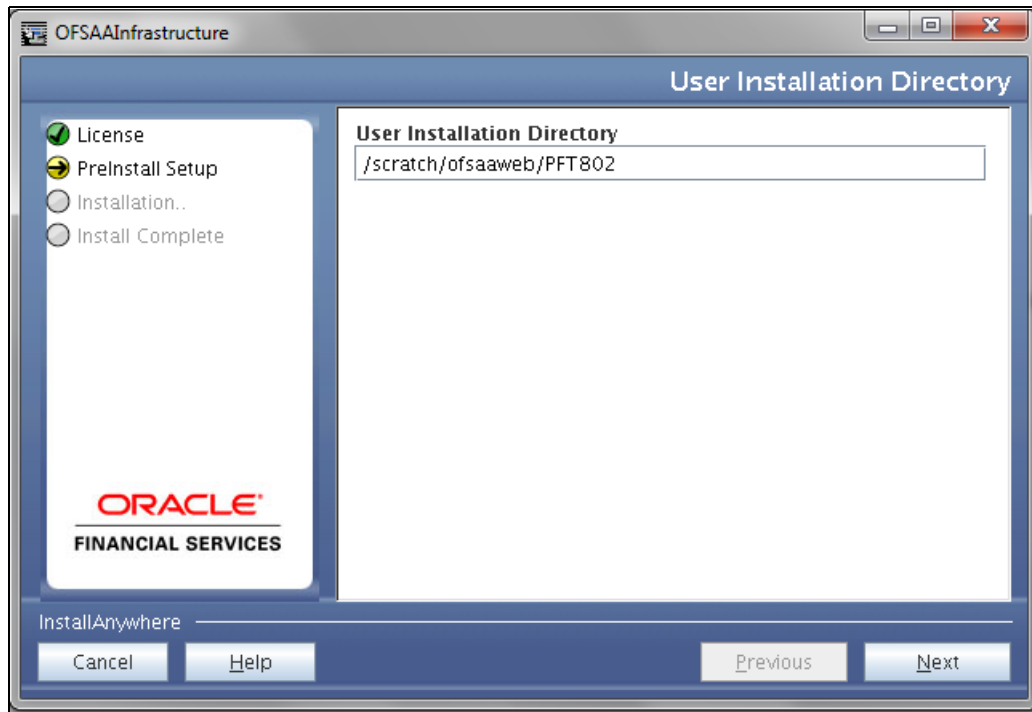 OFSAAInfrastructure
User Installation Directory
License
PreInstall Setup
Installation..
Install Complete
User Installation Directory
/scratch/ofsaaweb/PFT802
ORACLE®
FINANCIAL SERVICES
InstallAnywhere
Cancel
Help
Previous
Next